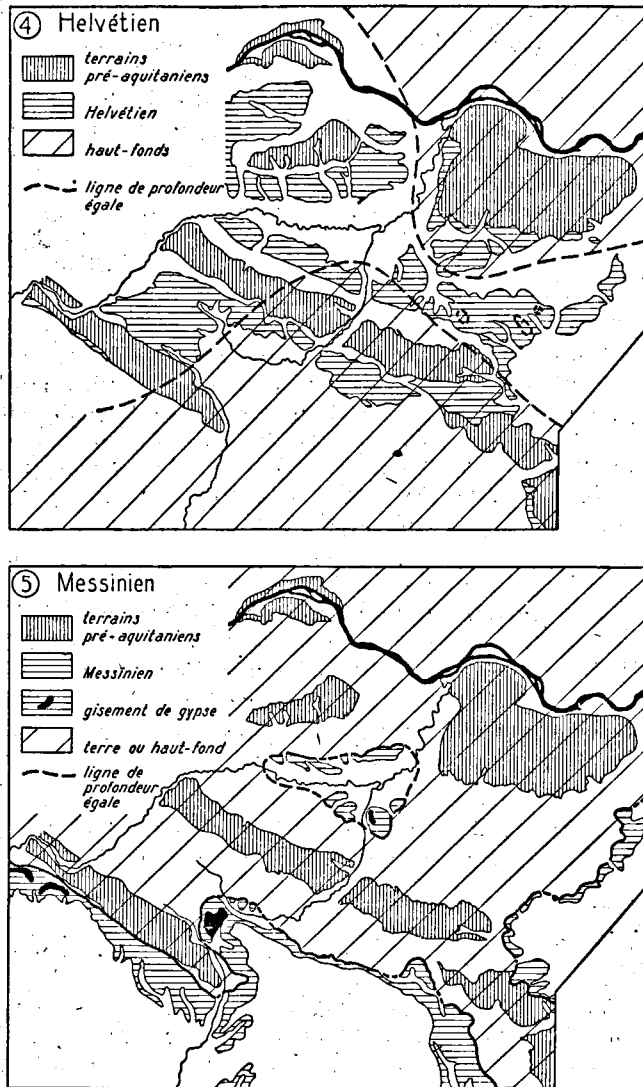 ④ Helvétien
terrains
pré-aquitaniens
Helvétien
haut-fonds
ligne de profondeur
égale
⑤ Messinien
terrains
pré-aquitaniens
Messinien
gisement de gypse
terre ou haut-fond
ligne de
profondeur
égale